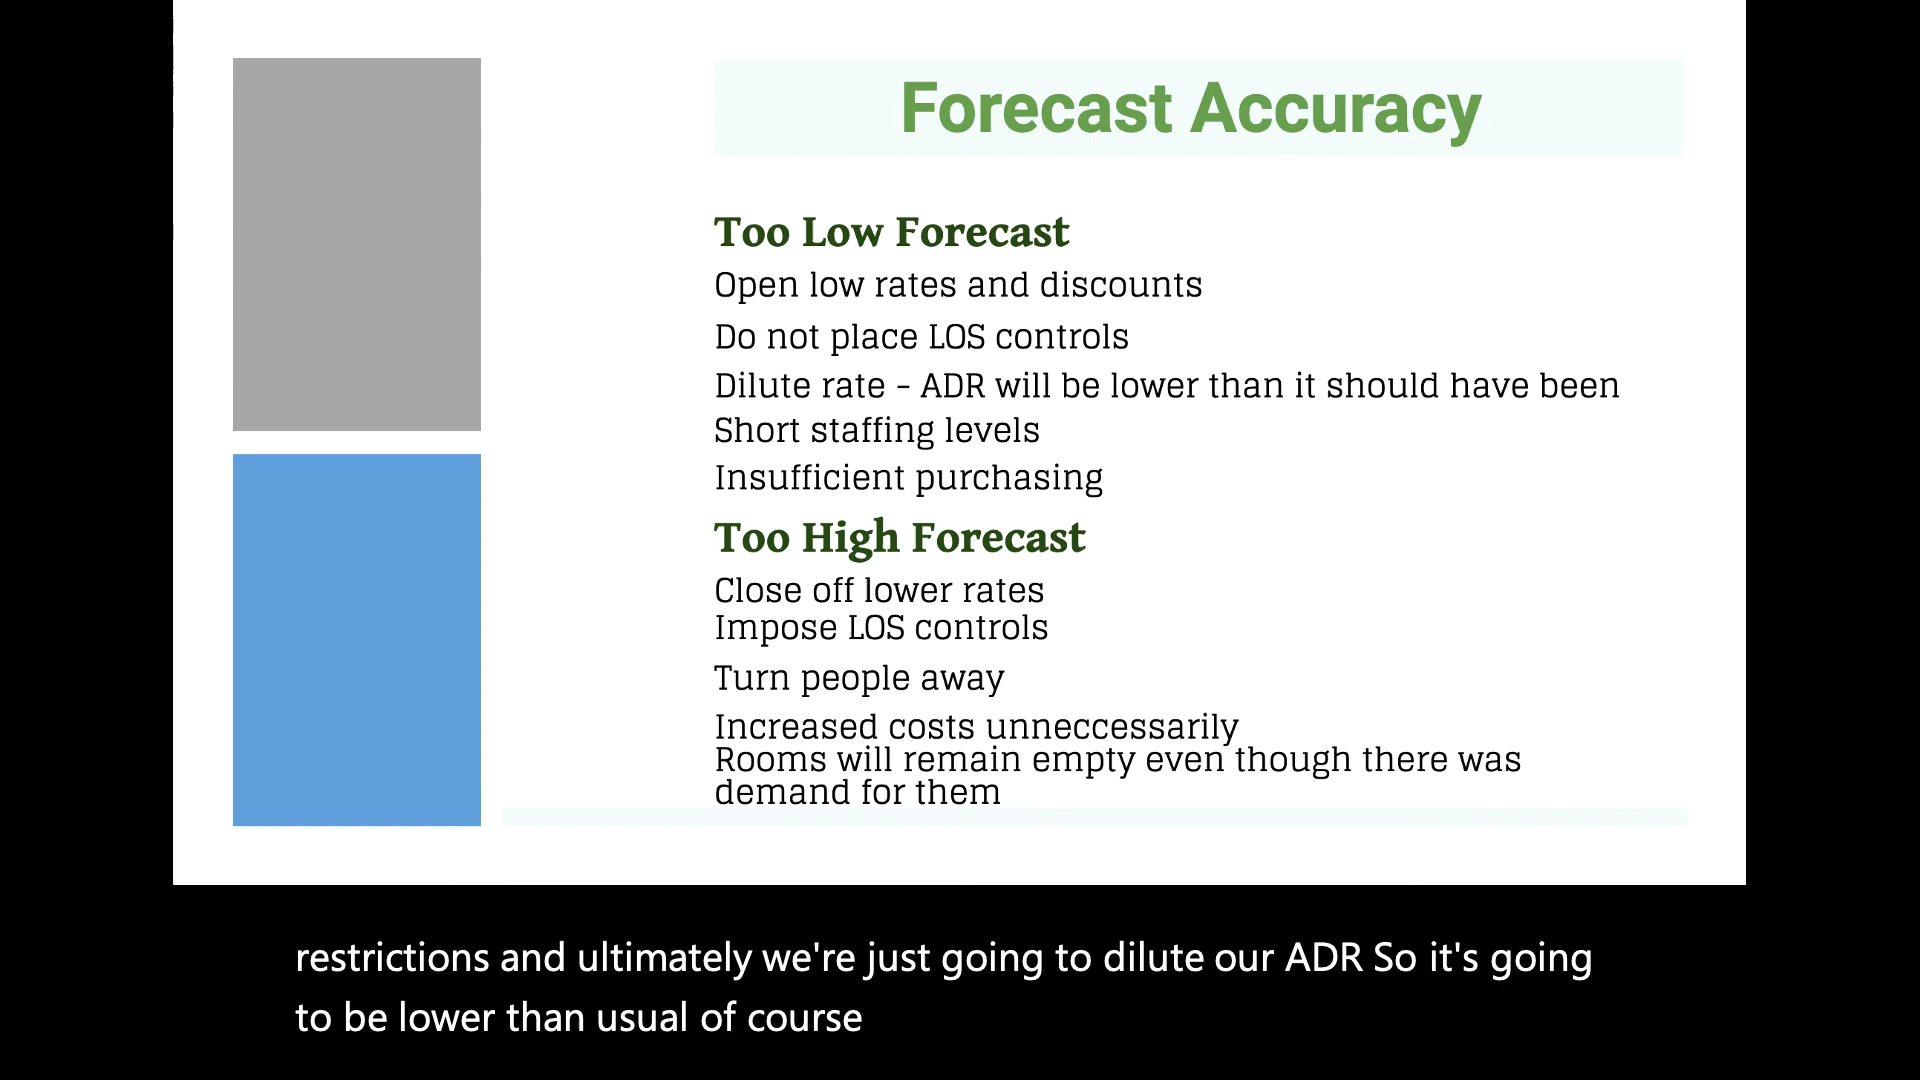 Forecast Accuracy
Too Low Forecast
Open low rates and discounts
Do not place LOS controls
Dilute rate – ADR will be lower than it should have been
Short staffing levels
Insufficient purchasing
Too High Forecast
Close off lower rates
Impose LOS controls
Turn people away
Increased costs unneccessarily
Rooms will remain empty even though there was
demand for them
restrictions and ultimately we're just going to dilute our ADR So it's going
to be lower than usual of course